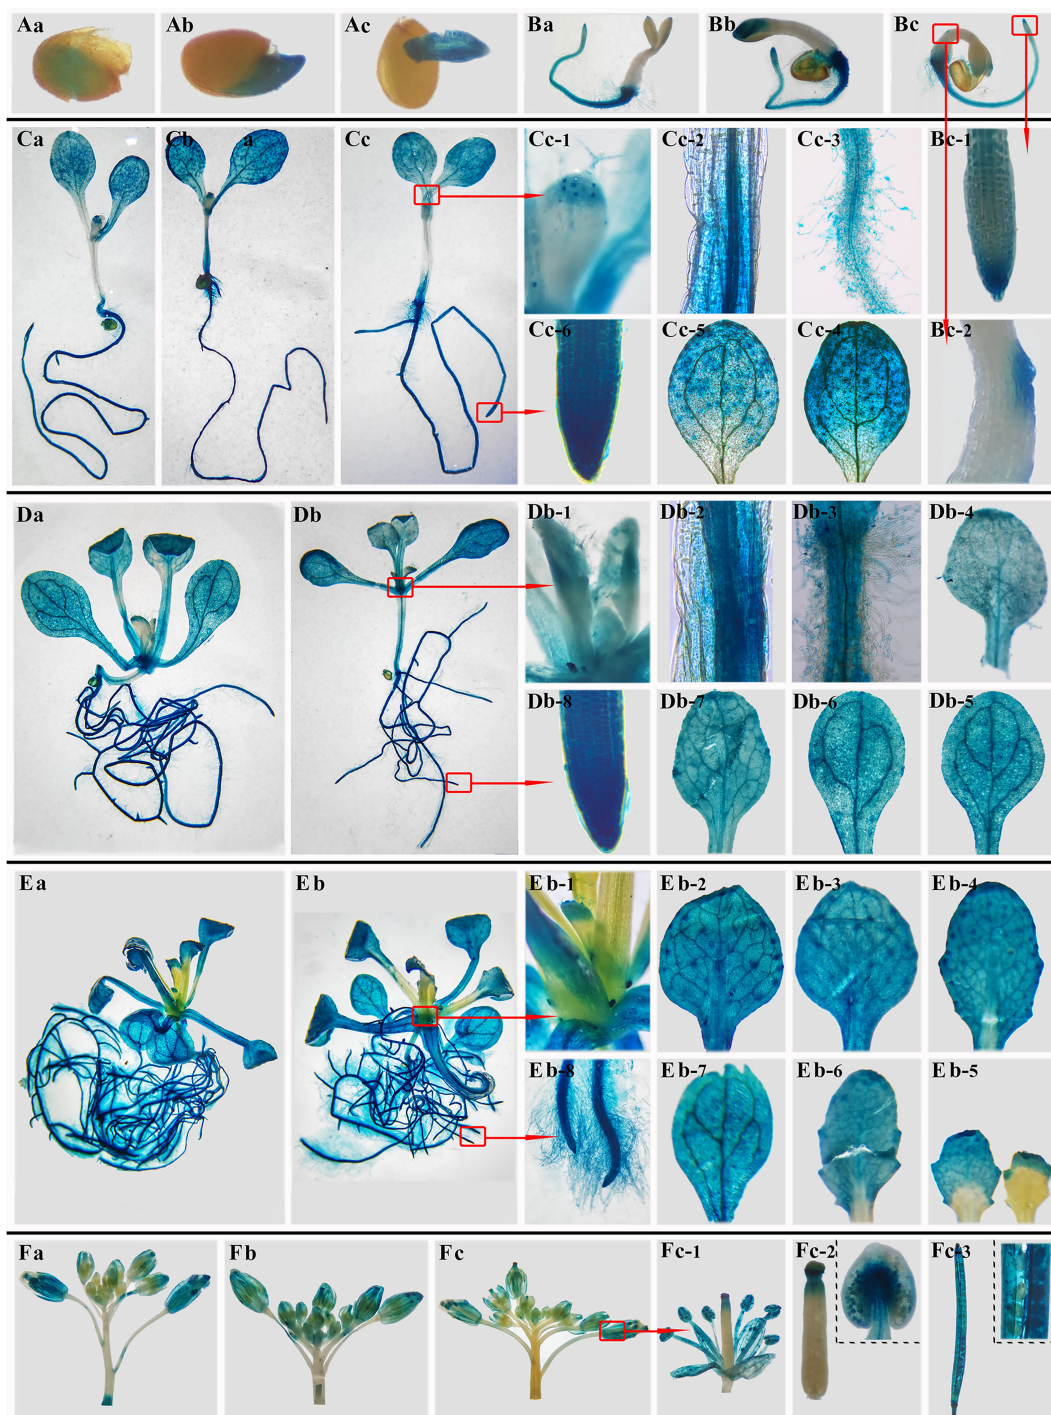 Aa Ab Ac Ba Bb Bc
Ca Cb a Cc Cc-1 Cc-2 Cc-3 Bc-1
Cc-6 Cc-5 Cc-4 Bc-2
Da Db Db-1 Db-2 Db-3 Db-4
Db-8 Db-7 Db-6 Db-5
Ea Eb Eb-1 Eb-2 Eb-3 Eb-4
Eb-8 Eb-7 Eb-6 Eb-5
Fa Fb Fc Fc-1 Fc-2 Fc-3